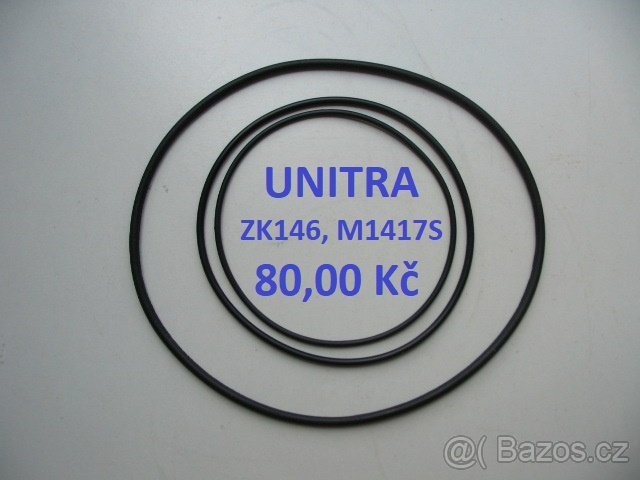 UNITRA
ZK146, M1417S
80,00 Kč
@( Bazos.cz